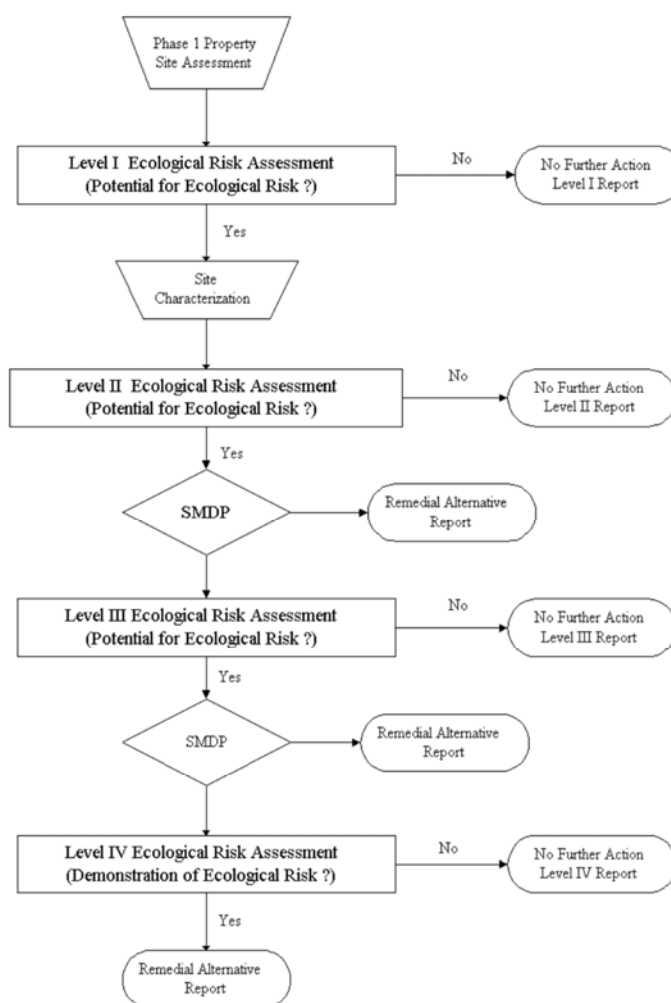 Phase 1 Property
Site Assessment
Level I Ecological Risk Assessment
(Potential for Ecological Risk ?)
No
No Further Action
Level I Report
Yes
Site
Characterization
Level II Ecological Risk Assessment
(Potential for Ecological Risk ?)
No
No Further Action
Level II Report
Yes
SMDP
Remedial Alternative
Report
Level III Ecological Risk Assessment
(Potential for Ecological Risk ?)
No
No Further Action
Level III Report
Yes
SMDP
Remedial Alternative
Report
Level IV Ecological Risk Assessment
(Demonstration of Ecological Risk ?)
No
No Further Action
Level IV Report
Yes
Remedial Alternative
Report